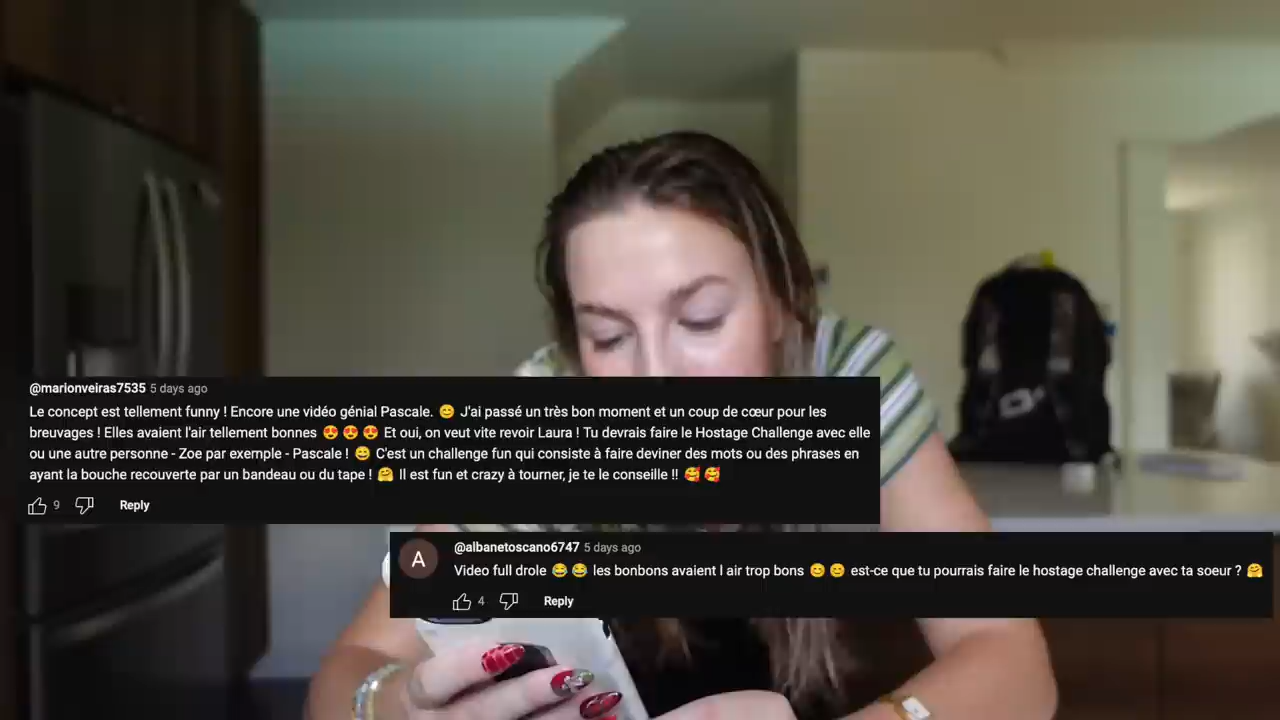 @marionveiras7535 5 days ago
Le concept est tellement funny ! Encore une vidéo génial Pascale. 😊 J'ai passé un très bon moment et un coup de cœur pour les
breuvages ! Elles avaient l'air tellement bonnes 😍 😍 😍 Et oui, on veut vite revoir Laura ! Tu devrais faire le Hostage Challenge avec elle
ou une autre personne - Zoe par exemple - Pascale ! 😄 C'est un challenge fun qui consiste à faire deviner des mots ou des phrases en
ayant la bouche recouverte par un bandeau ou du tape ! 🤗 Il est fun et crazy à tourner, je te le conseille !! 🥰 🥰
9 Reply
A
@albanetoscano6747 5 days ago
Video full drole 😂 😂 les bonbons avaient l air trop bons 😊 😊 est-ce que tu pourrais faire le hostage challenge avec ta soeur ? 🤗
4 Reply